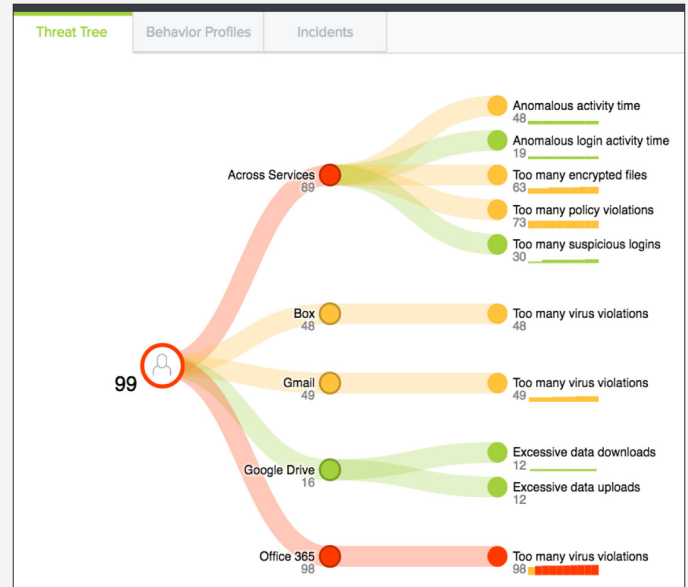 Threat Tree
Behavior Profiles
Incidents
Anomalous activity time
48
Anomalous login activity time
19
Across Services
89
Too many encrypted files
63
Too many policy violations
73
Too many suspicious logins
30
Box
48
Too many virus violations
48
99
Gmail
49
Too many virus violations
49
Google Drive
16
Excessive data downloads
12
Excessive data uploads
12
Office 365
98
Too many virus violations
98